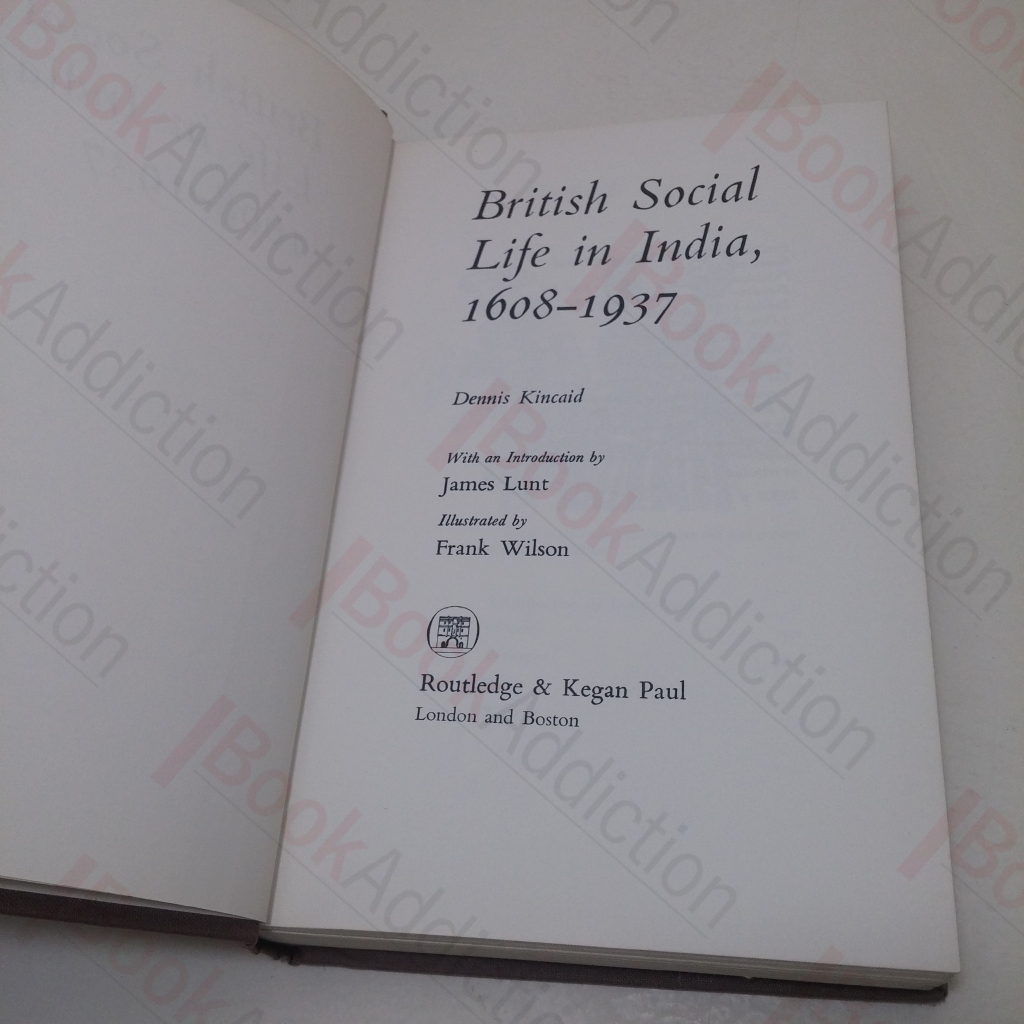 British Social
Life in India,
1608–1937
Dennis Kincaid
With an Introduction by
James Lunt
Illustrated by
Frank Wilson
Routledge & Kegan Paul
London and Boston
BookAddiction